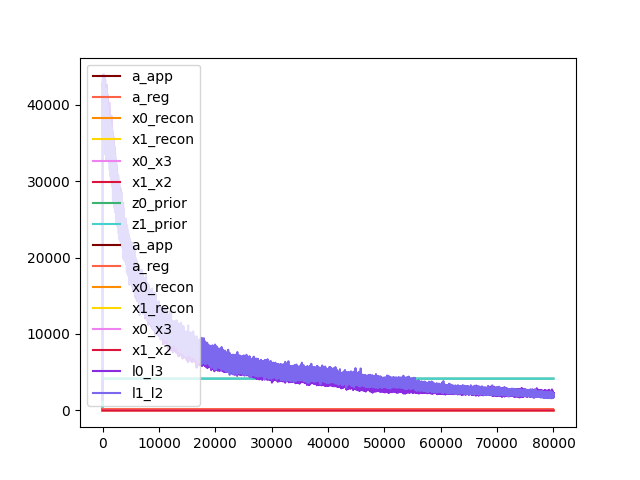 40000
30000
20000
10000
0
a_app
a_reg
x0_recon
x1_recon
x0_x3
x1_x2
z0_prior
z1_prior
a_app
a_reg
x0_recon
x1_recon
x0_x3
x1_x2
l0_l3
l1_l2
0 10000 20000 30000 40000 50000 60000 70000 80000